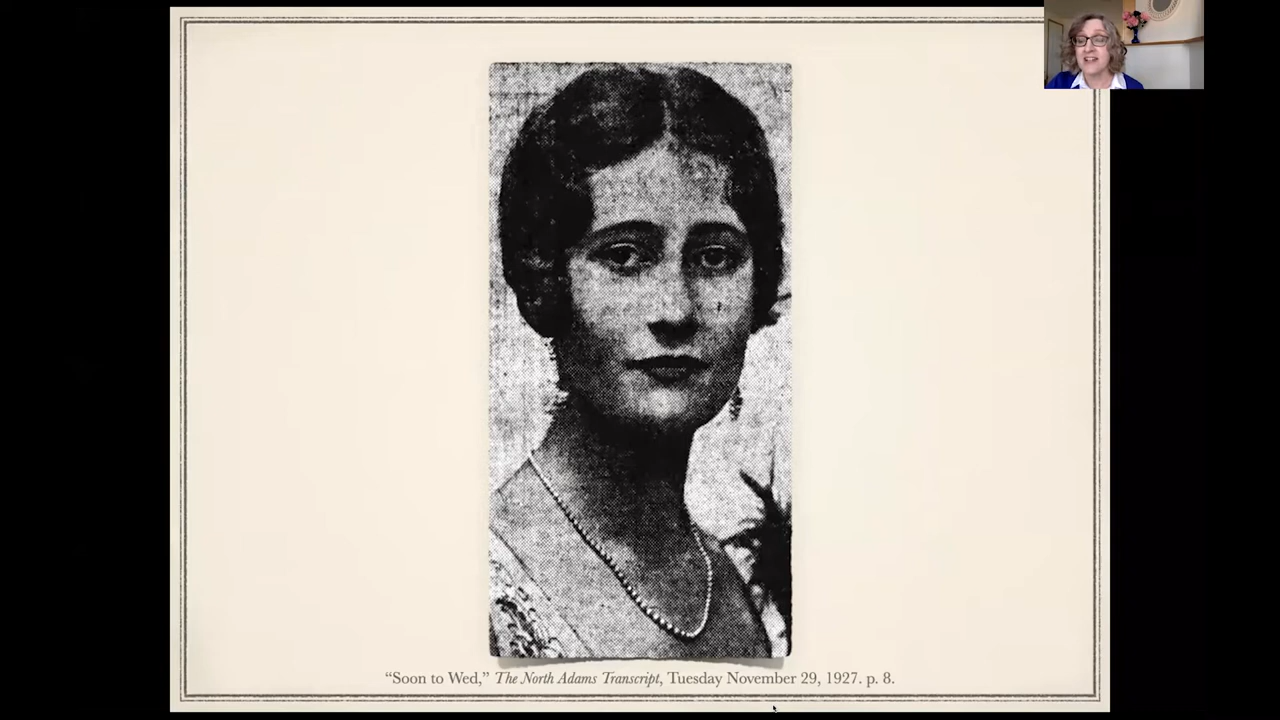 “Soon to Wed,” The North Adams Transcript, Tuesday November 29, 1927. p. 8.